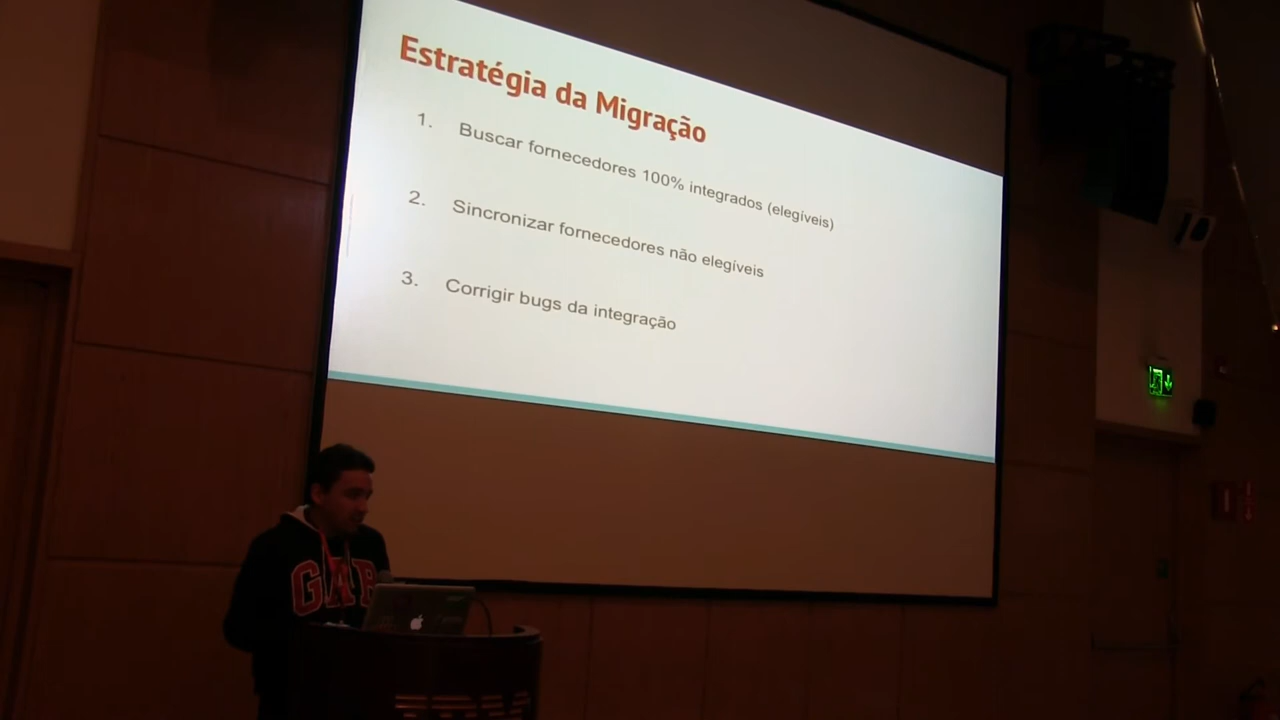 Estratégia da Migração
1. Buscar fornecedores 100% integrados (elegíveis)
2. Sincronizar fornecedores não elegíveis
3. Corrigir bugs da integração
GAP